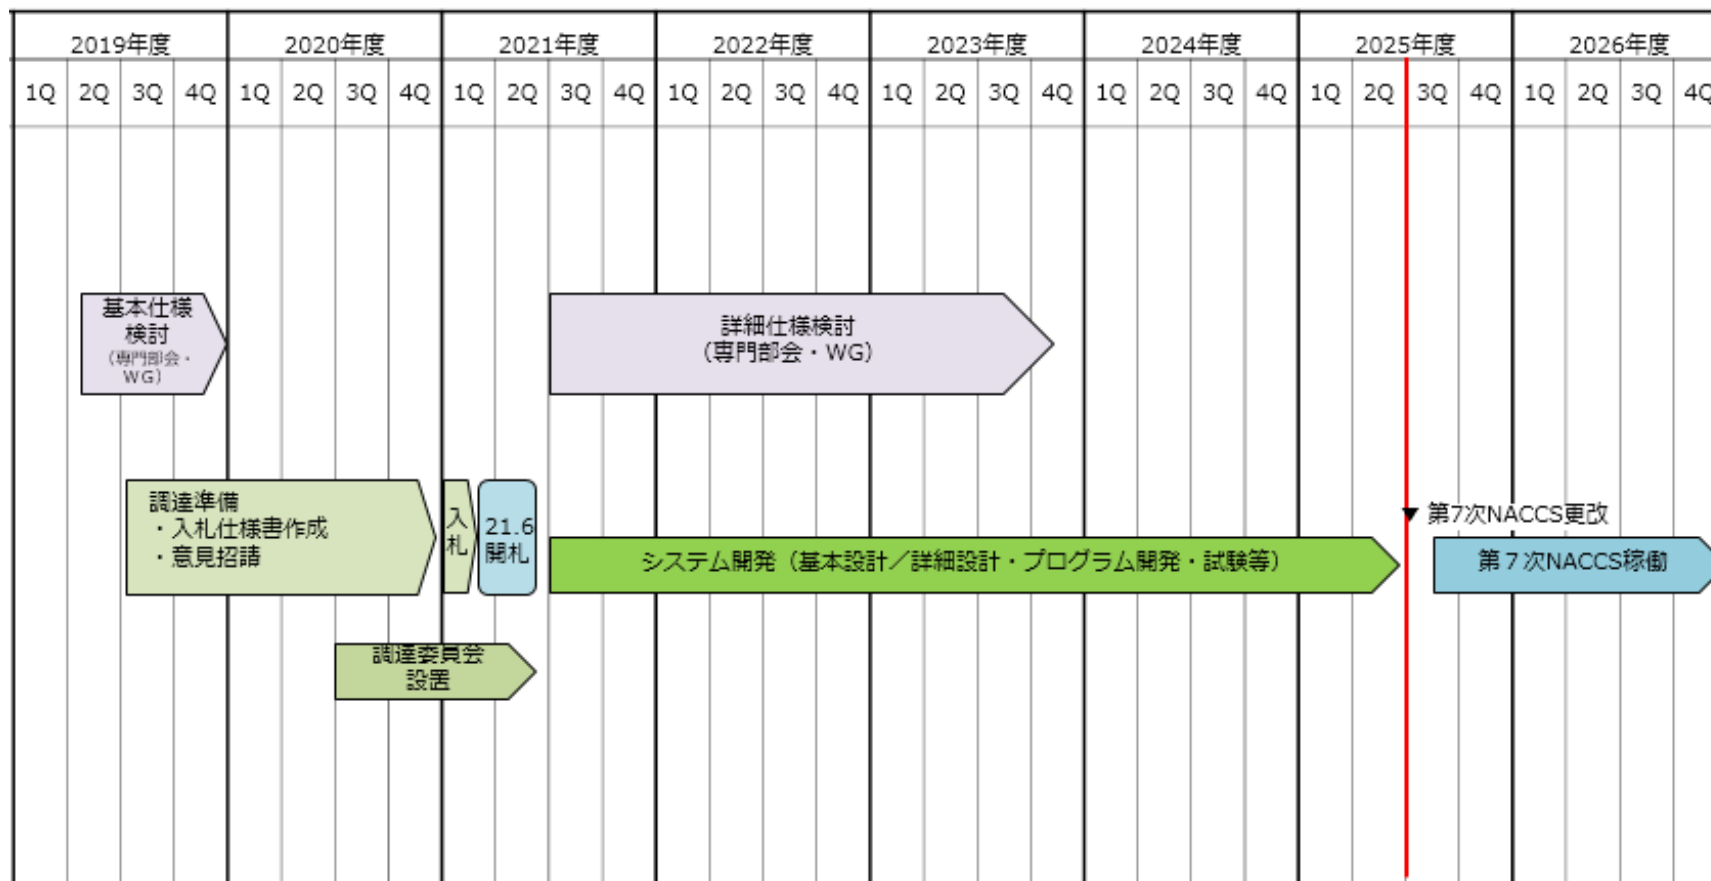 2019年度 2020年度 2021年度 2022年度 2023年度 2024年度 2025年度 2026年度
1Q 2Q 3Q 4Q 1Q 2Q 3Q 4Q 1Q 2Q 3Q 4Q 1Q 2Q 3Q 4Q 1Q 2Q 3Q 4Q 1Q 2Q 3Q 4Q 1Q 2Q 3Q 4Q 1Q 2Q 3Q 4Q
基本仕様
検討
(専門部会・
WG)
詳細仕様検討
(専門部会・WG)
調達準備
・入札仕様書作成
・意見招請
入
札
21.6
開札
▼ 第7次NACCS更改
システム開発（基本設計／詳細設計・プログラム開発・試験等）
第７次NACCS稼働
調達委員会
設置